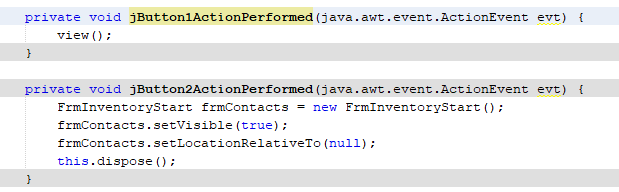 private void jButton1ActionPerformed(java.awt.event.ActionEvent evt) {
    view();
}
private void jButton2ActionPerformed(java.awt.event.ActionEvent evt) {
    FrmInventoryStart frmContacts = new FrmInventoryStart();
    frmContacts.setVisible(true);
    frmContacts.setLocationRelativeTo(null);
    this.dispose();
}